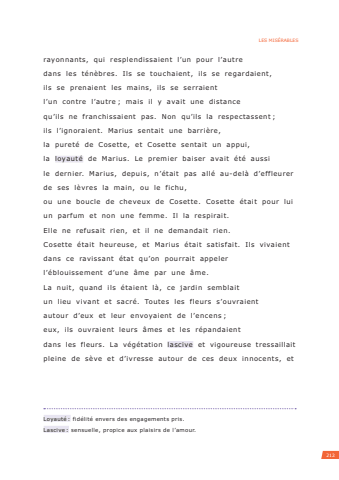 LES MISÉRABLES
rayonnants, qui resplendissaient l’un pour l’autre
dans les ténèbres. Ils se touchaient, ils se regardaient,
ils se prenaient les mains, ils se serraient
l’un contre l’autre ; mais il y avait une distance
qu’ils ne franchissaient pas. Non qu’ils la respectassent ;
ils l’ignoraient. Marius sentait une barrière,
la pureté de Cosette, et Cosette sentait un appui,
la loyauté de Marius. Le premier baiser avait été aussi
le dernier. Marius, depuis, n’était pas allé au-delà d’effleurer
de ses lèvres la main, ou le fichu,
ou une boucle de cheveux de Cosette. Cosette était pour lui
un parfum et non une femme. Il la respirait.
Elle ne refusait rien, et il ne demandait rien.
Cosette était heureuse, et Marius était satisfait. Ils vivaient
dans ce ravissant état qu’on pourrait appeler
l’éblouissement d’une âme par une âme.
La nuit, quand ils étaient là, ce jardin semblait
un lieu vivant et sacré. Toutes les fleurs s’ouvraient
autour d’eux et leur envoyaient de l’encens ;
eux, ils ouvraient leurs âmes et les répandaient
dans les fleurs. La végétation lascive et vigoureuse tressaillait
pleine de sève et d’ivresse autour de ces deux innocents, et
Loyauté : fidélité envers des engagements pris.
Lascive : sensuelle, propice aux plaisirs de l’amour.
213